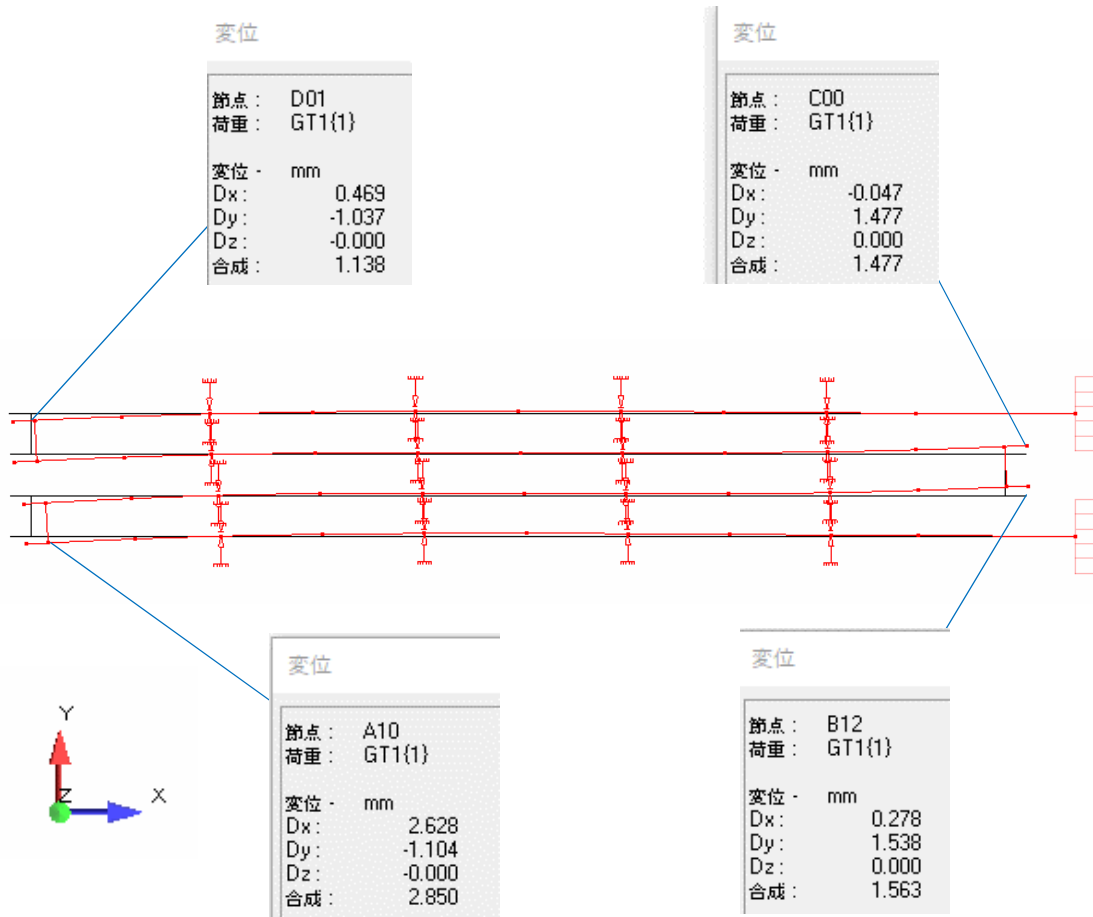 変位
節点 : D01
荷重 : GT1{1}
変位 - mm
Dx : 0.469
Dy : -1.037
Dz : -0.000
合成 : 1.138
変位
節点 : C00
荷重 : GT1{1}
変位 - mm
Dx : -0.047
Dy : 1.477
Dz : 0.000
合成 : 1.477
変位
節点 : A10
荷重 : GT1{1}
変位 - mm
Dx : 2.628
Dy : -1.104
Dz : -0.000
合成 : 2.850
変位
節点 : B12
荷重 : GT1{1}
変位 - mm
Dx : 0.278
Dy : 1.538
Dz : 0.000
合成 : 1.563
Y
Z
X